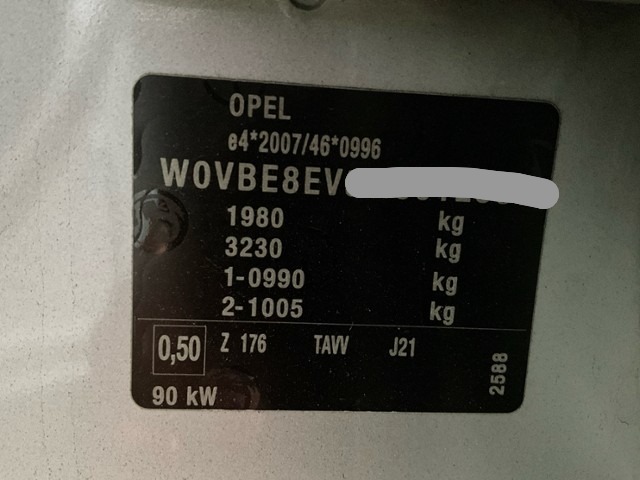 OPEL
e4*2007/46*0996
W0VBE8EV
1980 kg
3230 kg
1-0990 kg
2-1005 kg
0,50 Z 176 TAVV J21
2588
90 kW